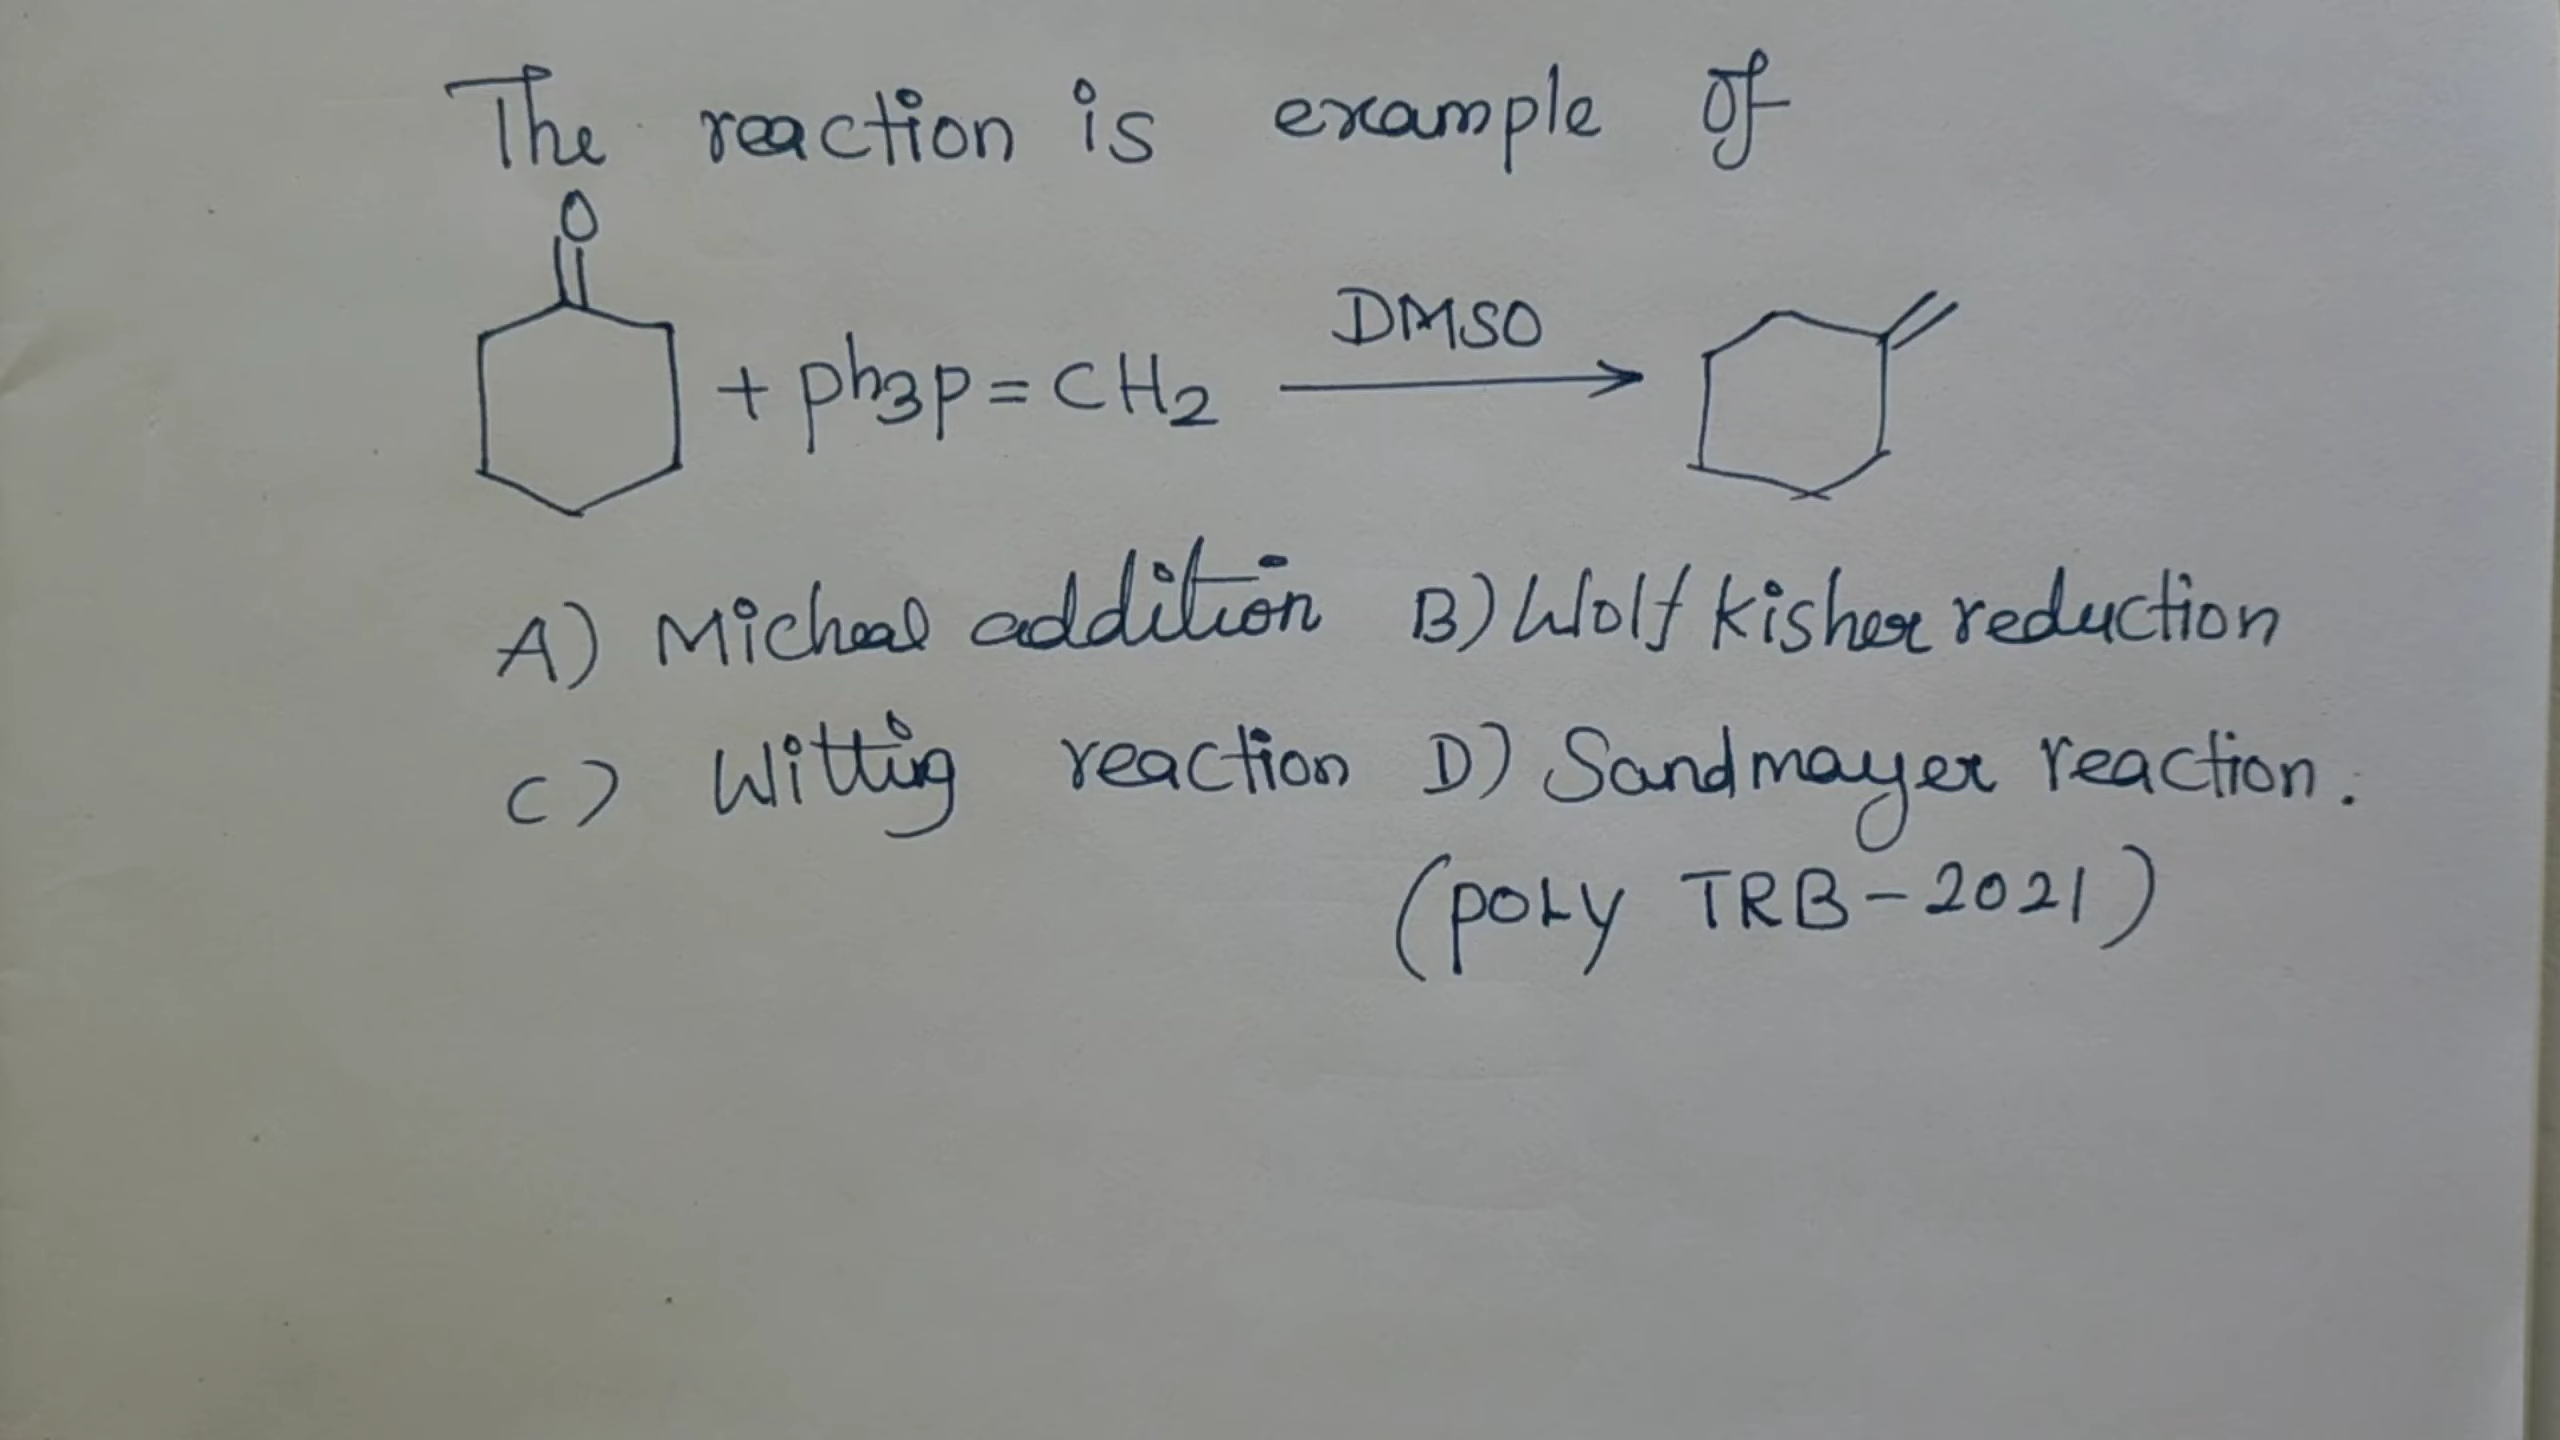 The reaction is example of
O
+ ph3p = CH2 DMSO
A) Micheal addition B) Wolf kisher reduction
C) Wittig reaction D) Sandmayer reaction.
(poly TRB-2021)